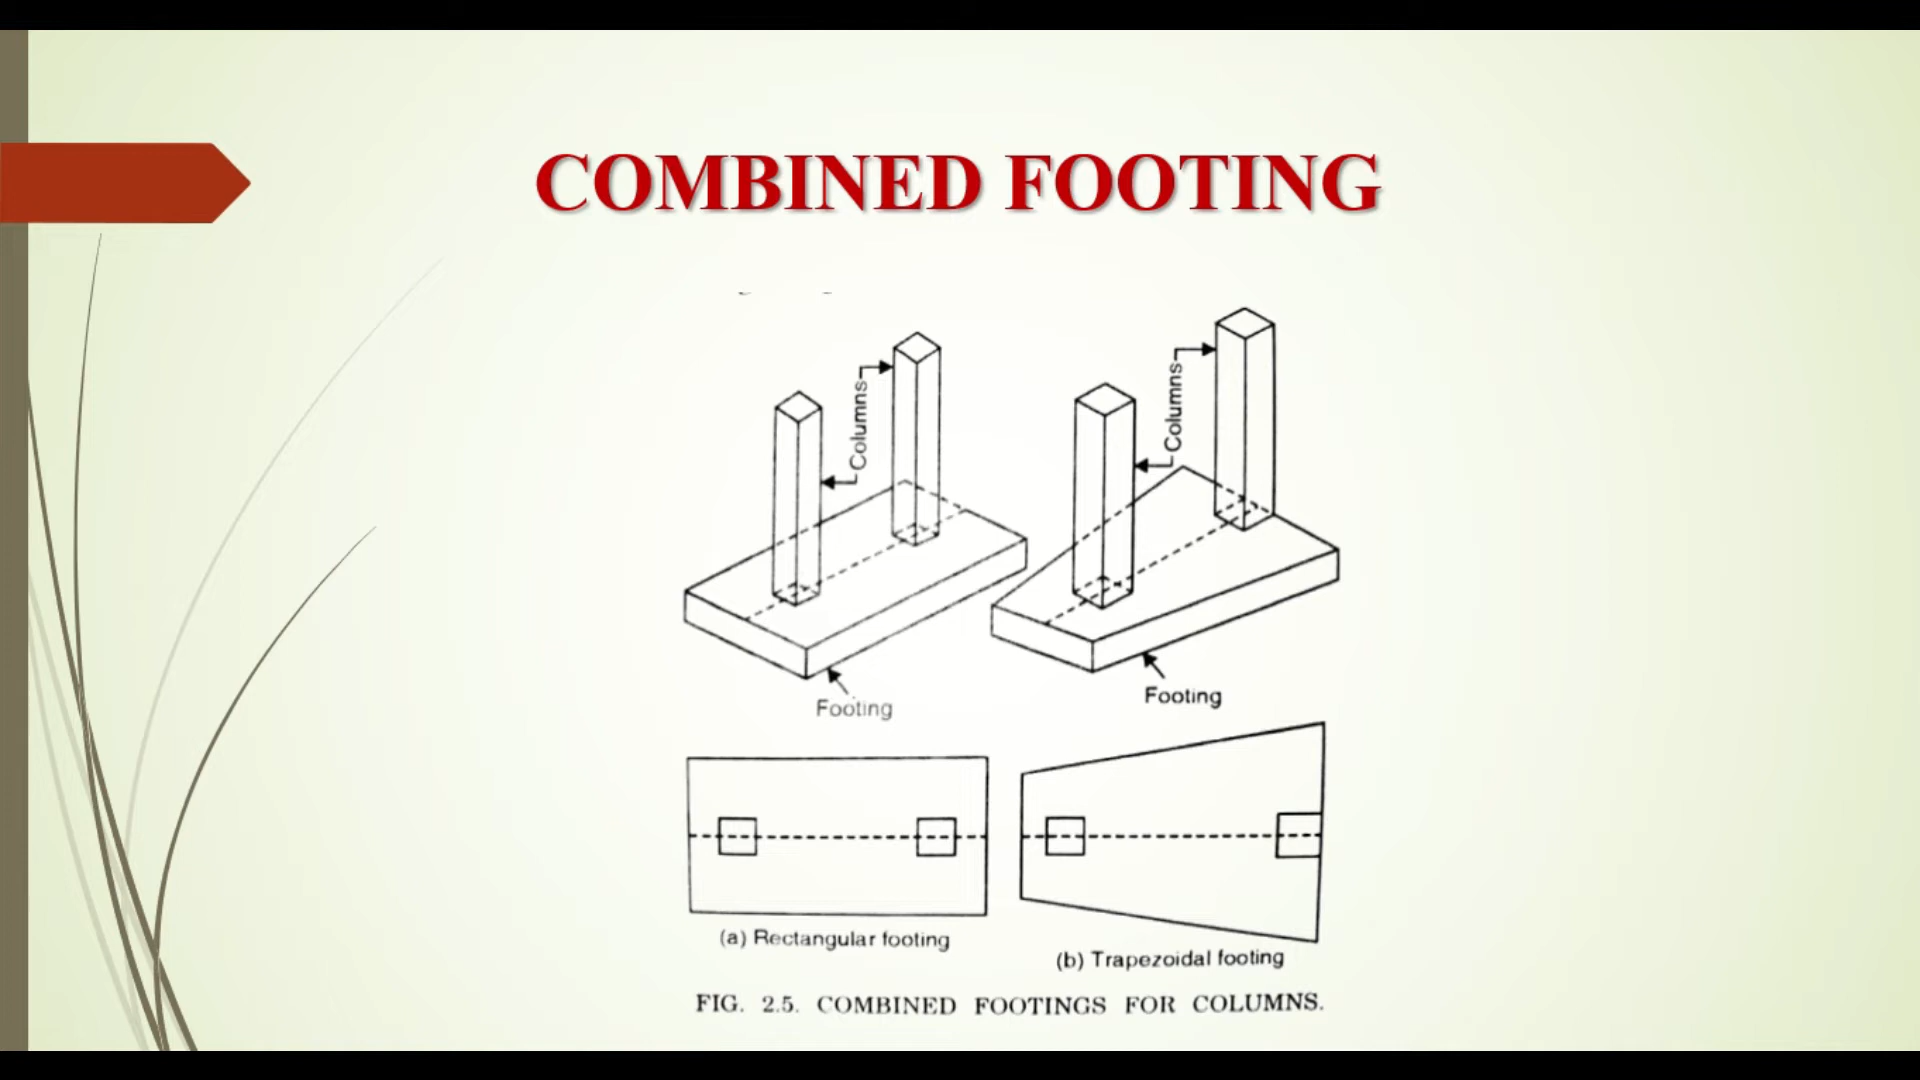 COMBINED FOOTING
Columns
Columns
Footing
Footing
(a) Rectangular footing
(b) Trapezoidal footing
FIG. 2.5. COMBINED FOOTINGS FOR COLUMNS.